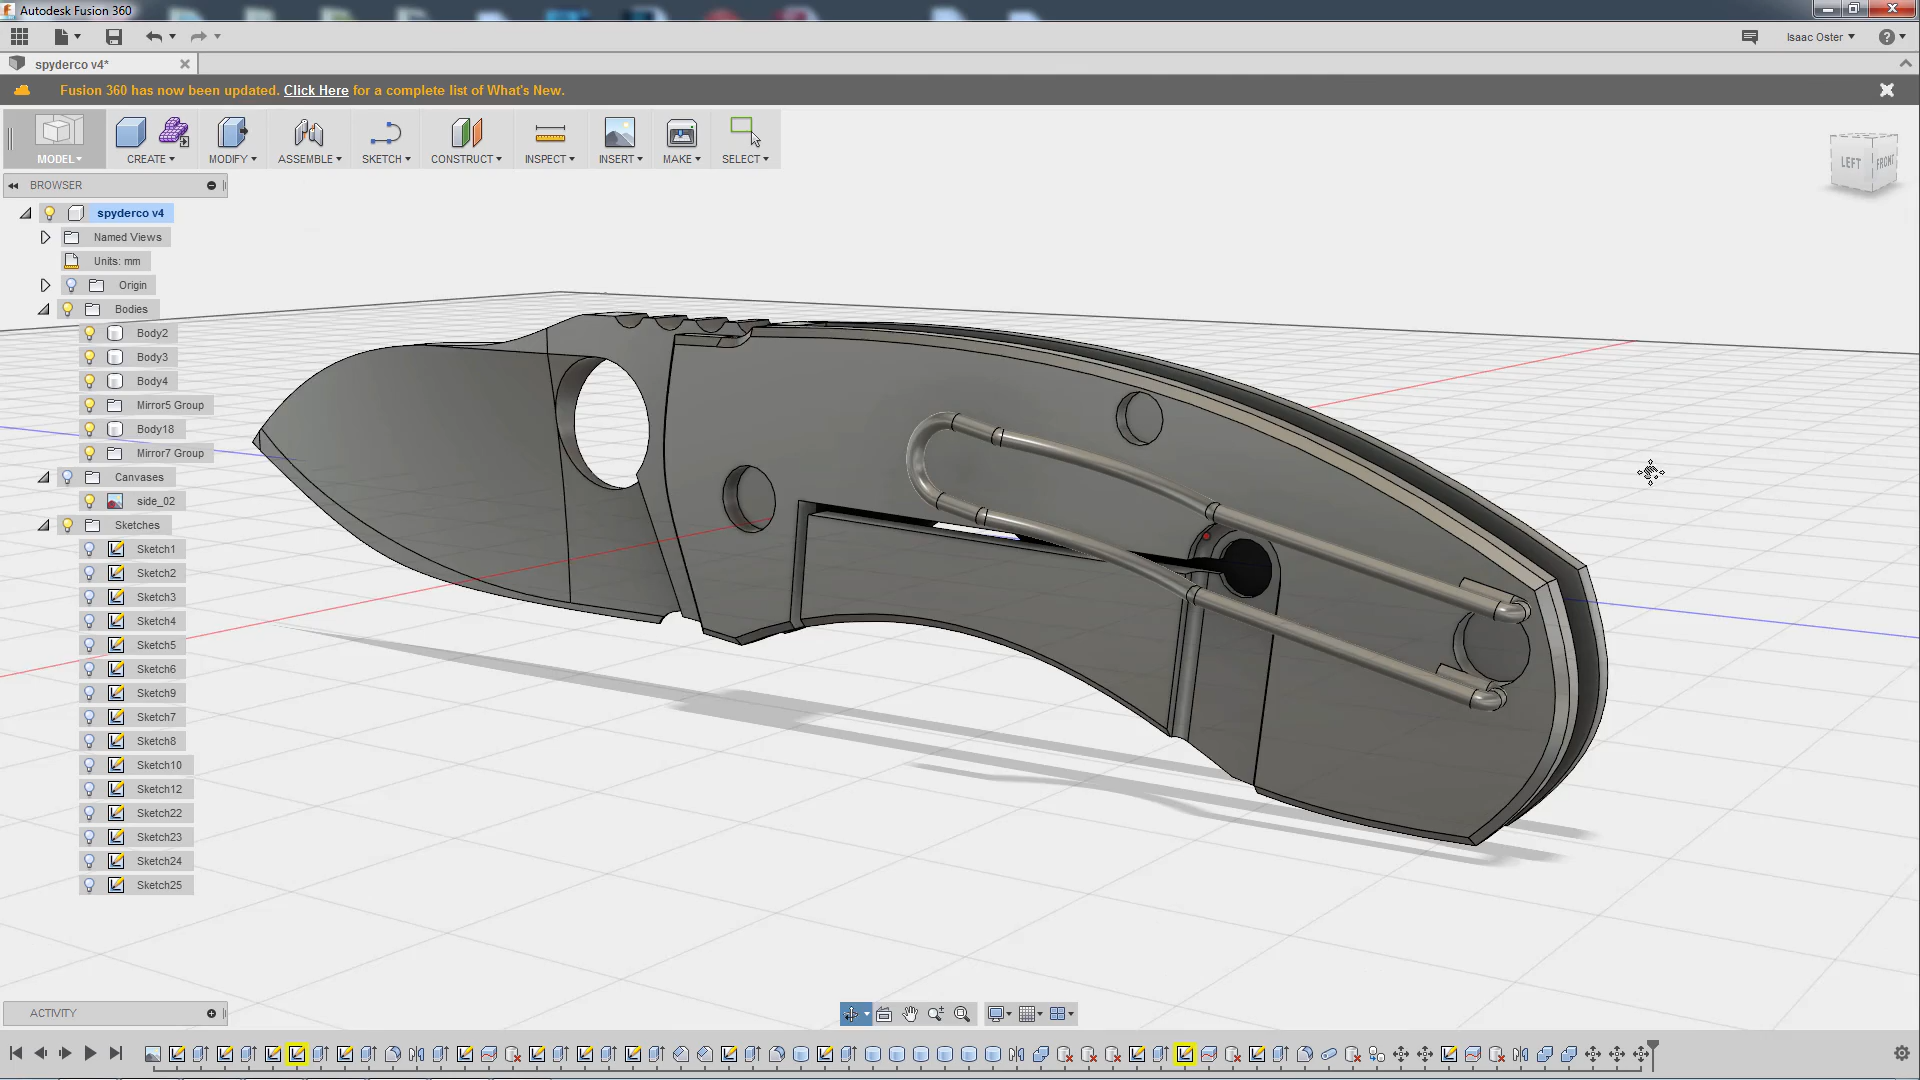 Autodesk Fusion 360
Isaac Oster
spyderco v4*
Fusion 360 has now been updated. Click Here for a complete list of What's New.
MODEL
CREATE
MODIFY
ASSEMBLE
SKETCH
CONSTRUCT
INSPECT
INSERT
MAKE
SELECT
LEFT
FRONT
BROWSER
spyderco v4
Named Views
Units: mm
Origin
Bodies
Body2
Body3
Body4
Mirror5 Group
Body18
Mirror7 Group
Canvases
side_02
Sketches
Sketch1
Sketch2
Sketch3
Sketch4
Sketch5
Sketch6
Sketch9
Sketch7
Sketch8
Sketch10
Sketch12
Sketch22
Sketch23
Sketch24
Sketch25
ACTIVITY